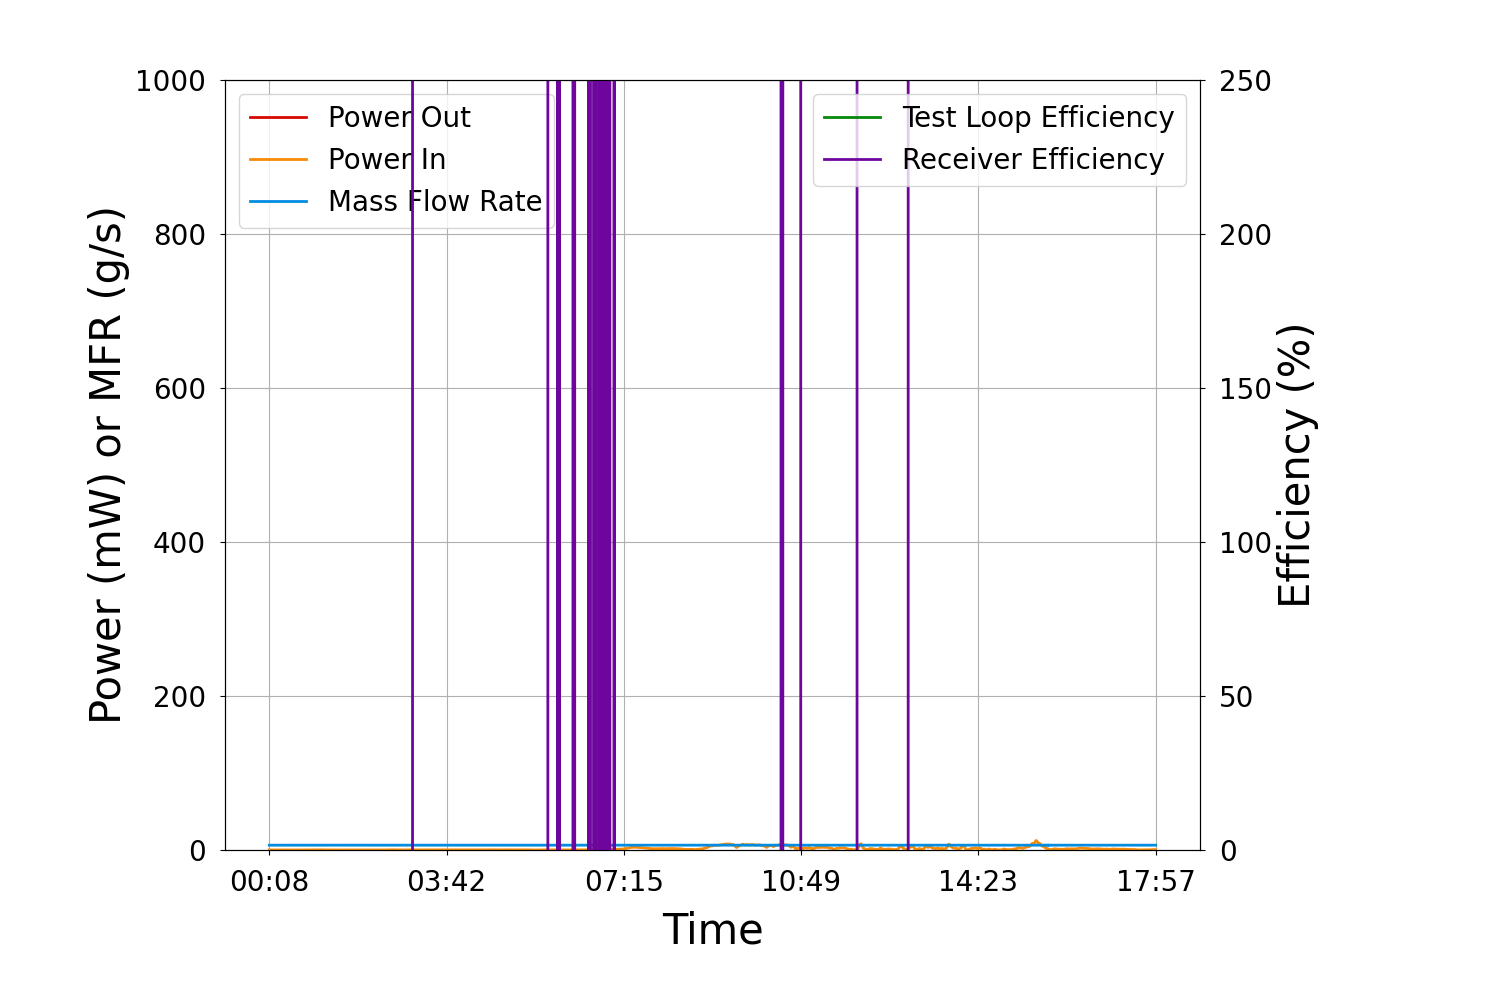 Power (mW) or MFR (g/s)
1000
800
600
400
200
0
Power Out
Power In
Mass Flow Rate
Test Loop Efficiency
Receiver Efficiency
250
200
150
100
50
0
Efficiency (%)
00:08 03:42 07:15 10:49 14:23 17:57
Time